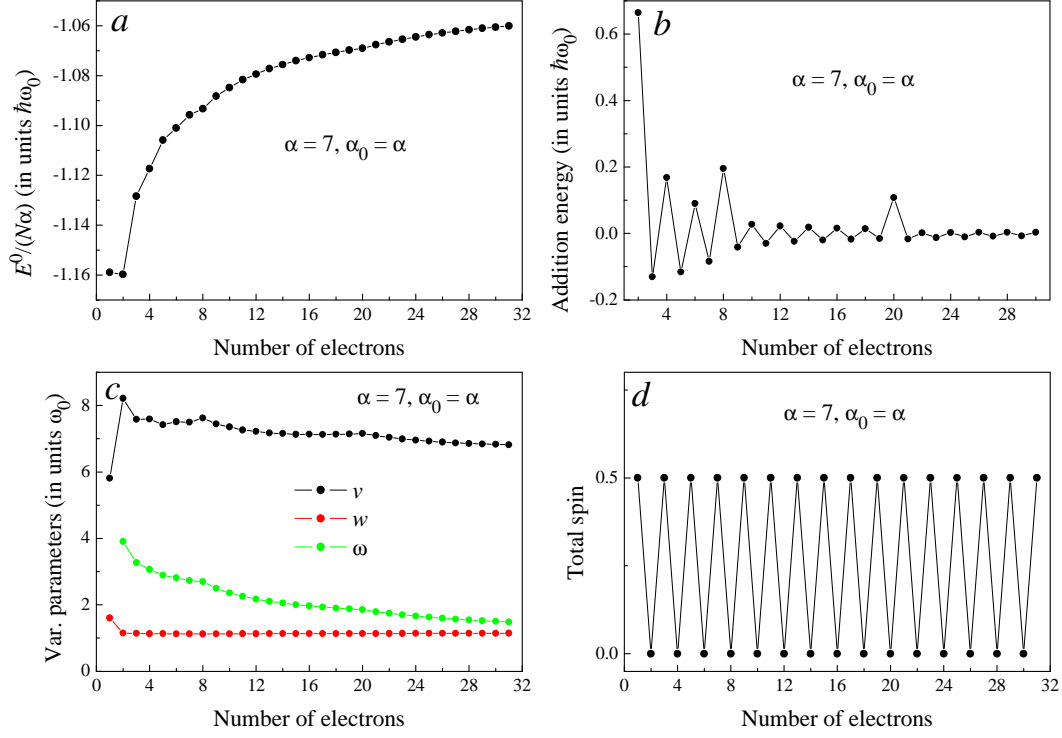 a
E⁰/(Nα) (in units ħω₀)
-1.06
-1.08
-1.10
-1.12
-1.14
-1.16
α = 7, α₀ = α
0 4 8 12 16 20 24 28 32
Number of electrons
b
Addition energy (in units ħω₀)
0.6
0.4
0.2
0.0
-0.2
α = 7, α₀ = α
4 8 12 16 20 24 28
Number of electrons
c
Var. parameters (in units ω₀)
8
6
4
2
0
α = 7, α₀ = α
v
w
ω
0 4 8 12 16 20 24 28 32
Number of electrons
d
Total spin
0.5
0.0
α = 7, α₀ = α
0 4 8 12 16 20 24 28 32
Number of electrons